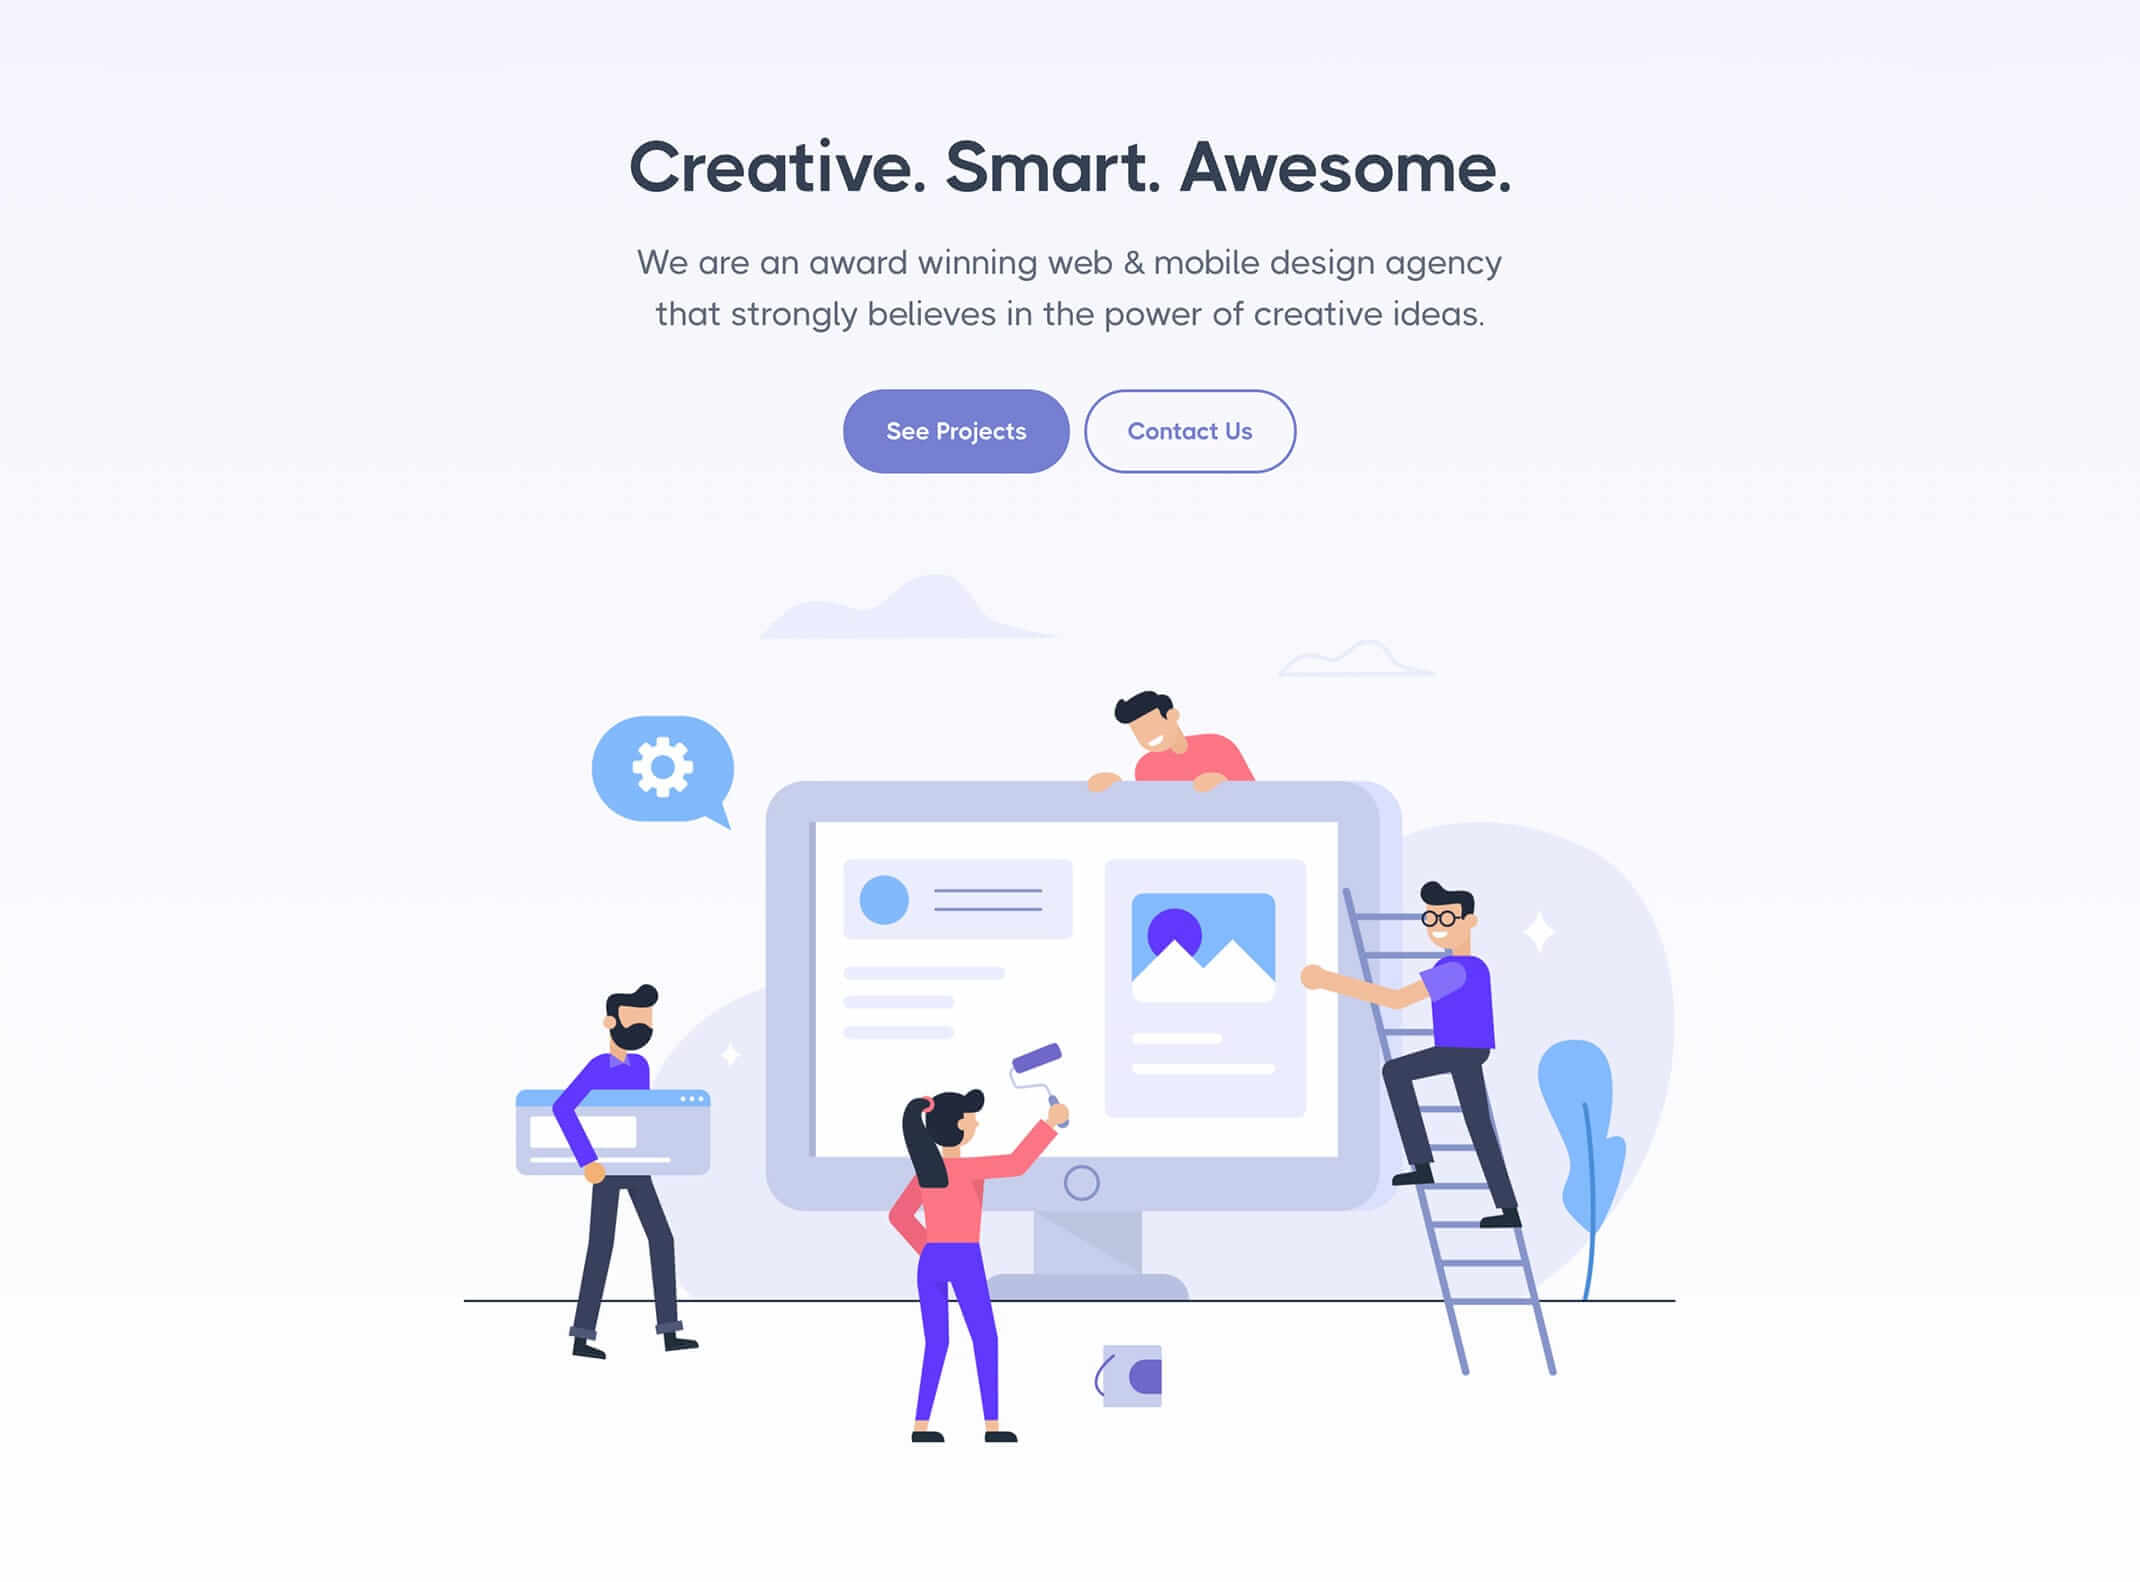 Creative. Smart. Awesome.
We are an award winning web & mobile design agency
that strongly believes in the power of creative ideas.
See Projects
Contact Us